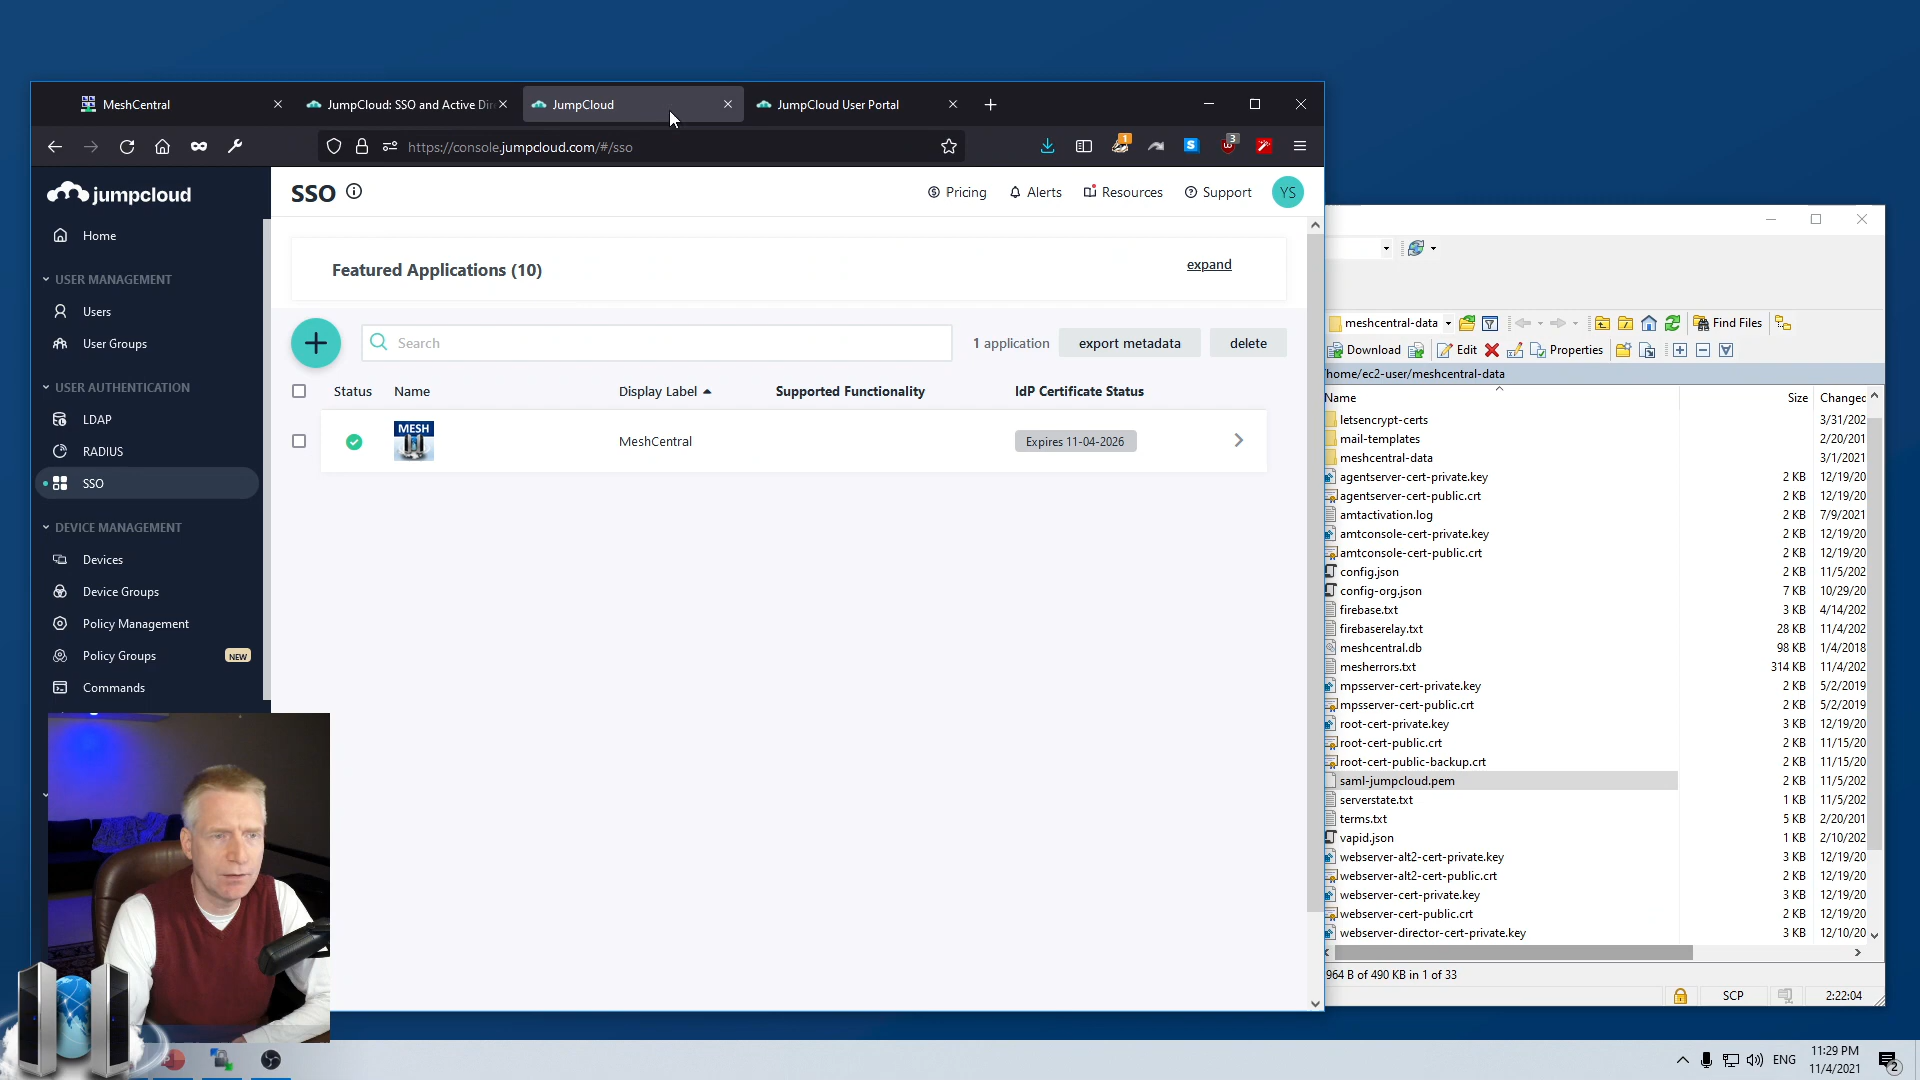 MeshCentral
JumpCloud: SSO and Active Dire
JumpCloud
JumpCloud User Portal
https://console.jumpcloud.com/#/sso
1
S
3
jumpcloud
SSO
Pricing
Alerts
Resources
Support
YS
Home
USER MANAGEMENT
Users
User Groups
USER AUTHENTICATION
LDAP
RADIUS
SSO
DEVICE MANAGEMENT
Devices
Device Groups
Policy Management
Policy Groups
NEW
Commands
Featured Applications (10)
expand
Search
1 application
export metadata
delete
Status
Name
Display Label
Supported Functionality
IdP Certificate Status
MESH
MeshCentral
Expires 11-04-2026
meshcentral-data
Find Files
Download
Edit
Properties
/home/ec2-user/meshcentral-data
Name Size Changed
letsencrypt-certs 3/31/202
mail-templates 2/20/201
meshcentral-data 3/1/2021
agentserver-cert-private.key 2 KB 12/19/20
agentserver-cert-public.crt 2 KB 12/19/20
amtactivation.log 2 KB 7/9/2021
amtconsole-cert-private.key 2 KB 12/19/20
amtconsole-cert-public.crt 2 KB 12/19/20
config.json 2 KB 11/5/202
config-org.json 7 KB 10/29/20
firebase.txt 3 KB 4/14/202
firebaserelay.txt 28 KB 11/4/202
meshcentral.db 98 KB 1/4/2018
mesherrors.txt 314 KB 11/4/202
mpsserver-cert-private.key 2 KB 5/2/2019
mpsserver-cert-public.crt 2 KB 5/2/2019
root-cert-private.key 3 KB 12/19/20
root-cert-public.crt 2 KB 11/15/20
root-cert-public-backup.crt 2 KB 11/15/20
saml-jumpcloud.pem 2 KB 11/5/202
serverstate.txt 1 KB 11/5/202
terms.txt 5 KB 2/20/201
vapid.json 1 KB 2/10/202
webserver-alt2-cert-private.key 3 KB 12/19/20
webserver-alt2-cert-public.crt 2 KB 12/19/20
webserver-cert-private.key 3 KB 12/19/20
webserver-cert-public.crt 2 KB 12/19/20
webserver-director-cert-private.key 3 KB 12/10/20
964 B of 490 KB in 1 of 33
SCP
2:22:04
ENG
11:29 PM
11/4/2021
2